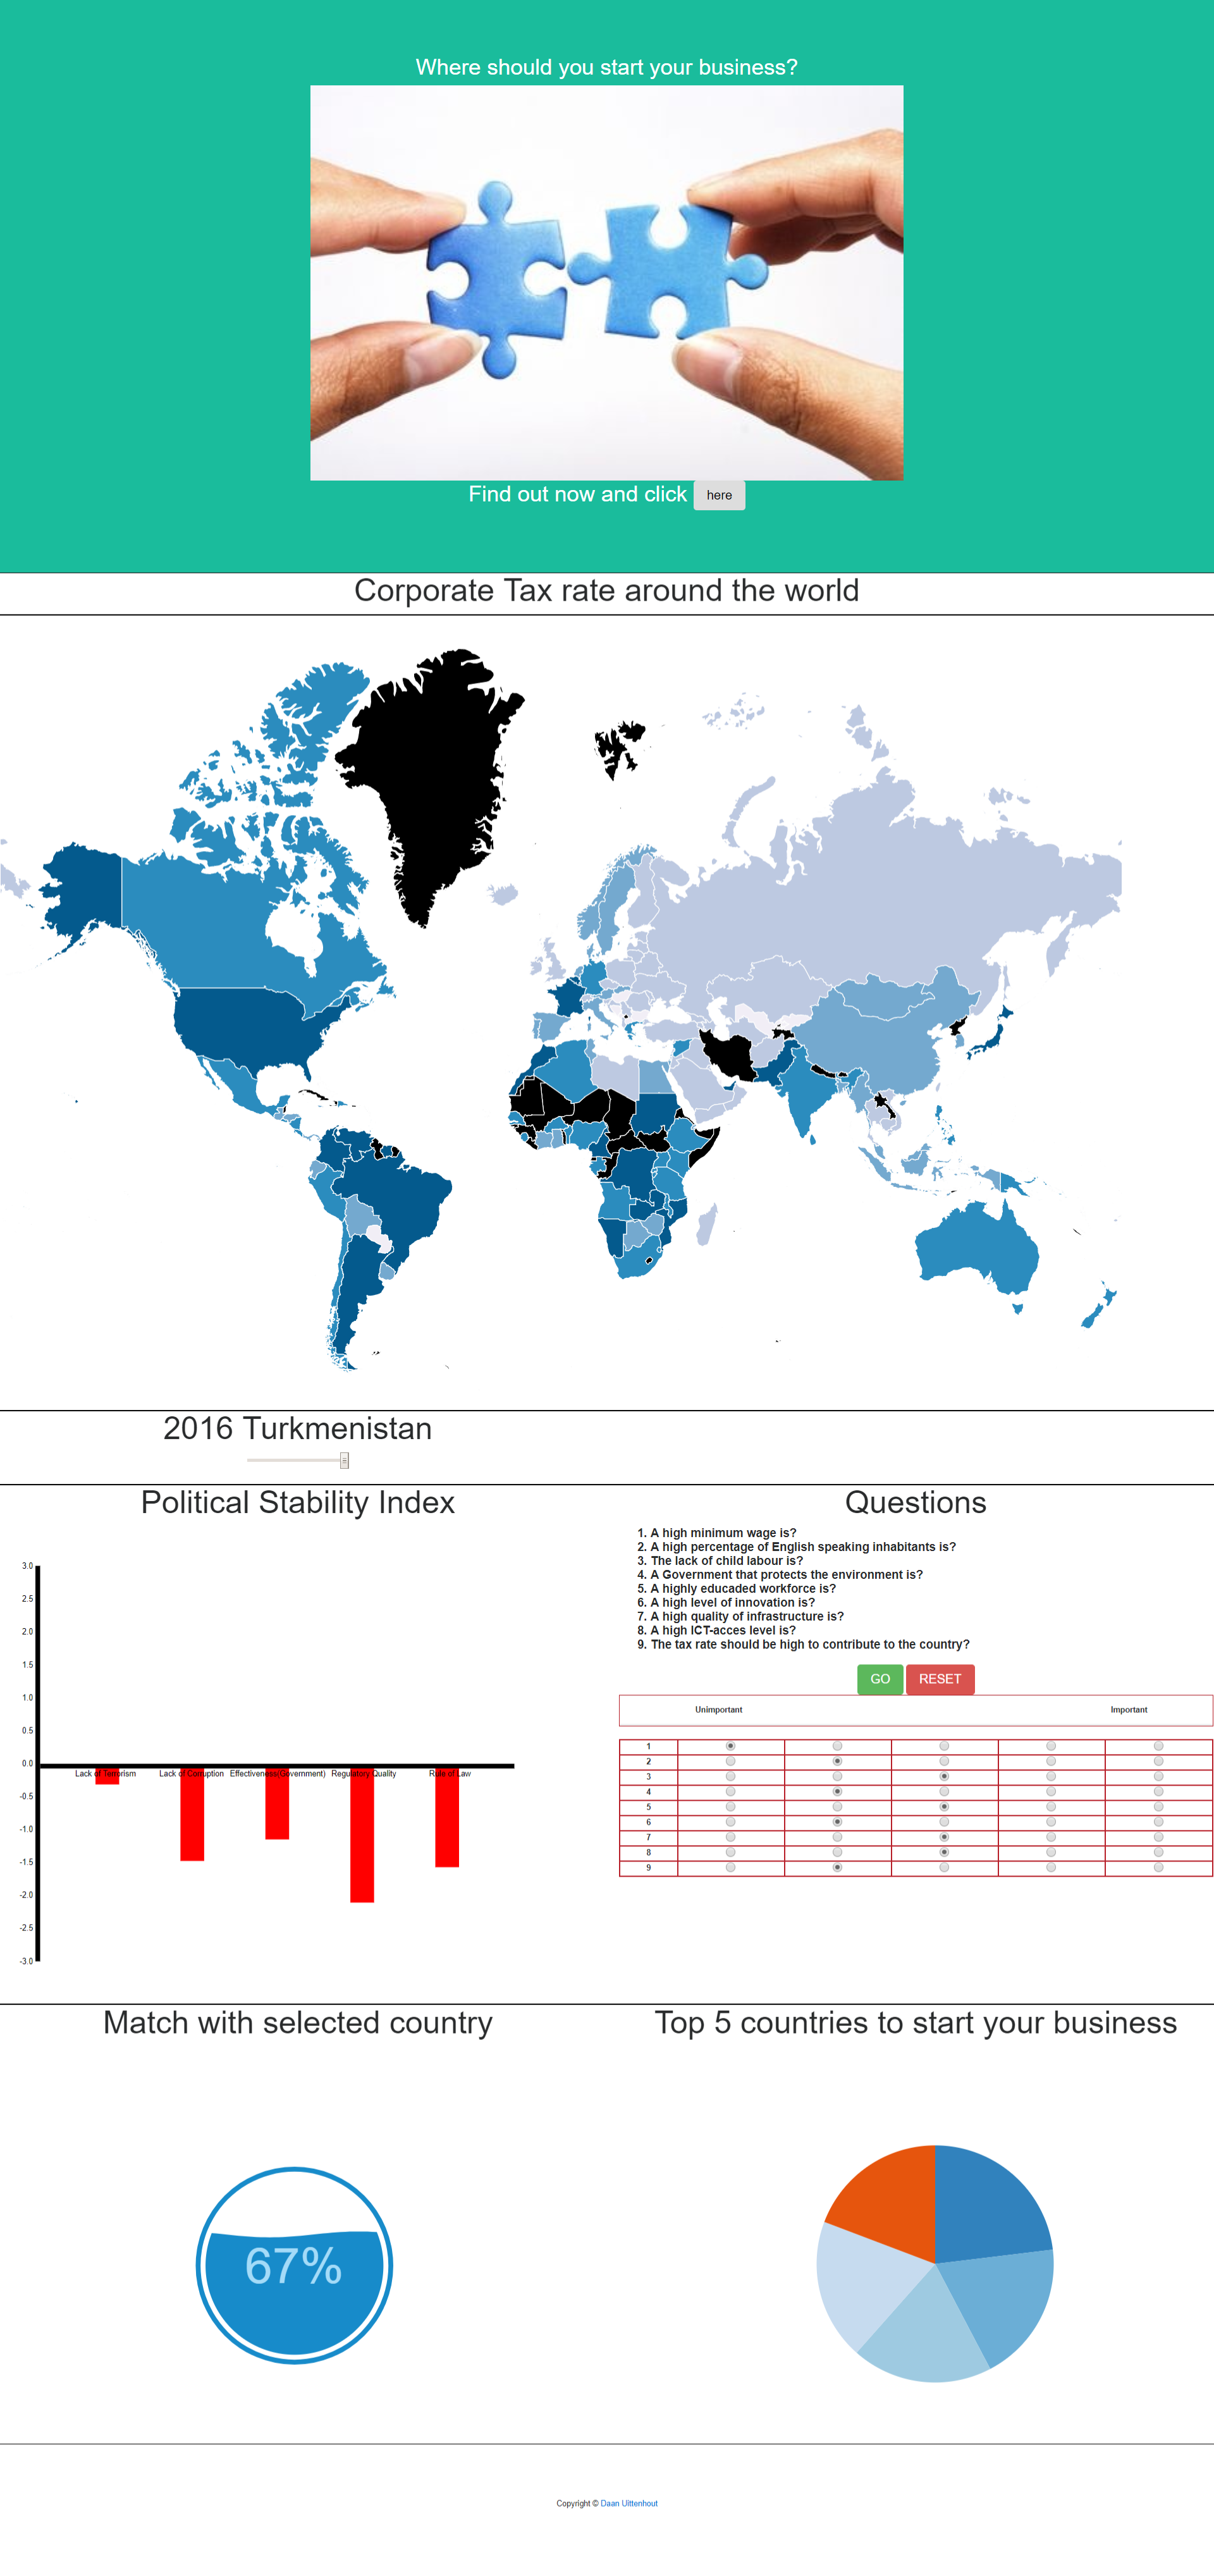 Where should you start your business?
Find out now and click here
Corporate Tax rate around the world
2016 Turkmenistan
Political Stability Index
3.0
2.5
2.0
1.5
1.0
0.5
0.0
-0.5
-1.0
-1.5
-2.0
-2.5
-3.0
Lack of Terrorism Lack of Corruption Effectiveness(Government) Regulatory Quality Rule of Law
Questions
1. A high minimum wage is?
2. A high percentage of English speaking inhabitants is?
3. The lack of child labour is?
4. A Government that protects the environment is?
5. A highly educaded workforce is?
6. A high level of innovation is?
7. A high quality of infrastructure is?
8. A high ICT-acces level is?
9. The tax rate should be high to contribute to the country?
GO RESET
Unimportant Important
1
2
3
4
5
6
7
8
9
Match with selected country
67%
Top 5 countries to start your business
Copyright © Daan Uittenhout